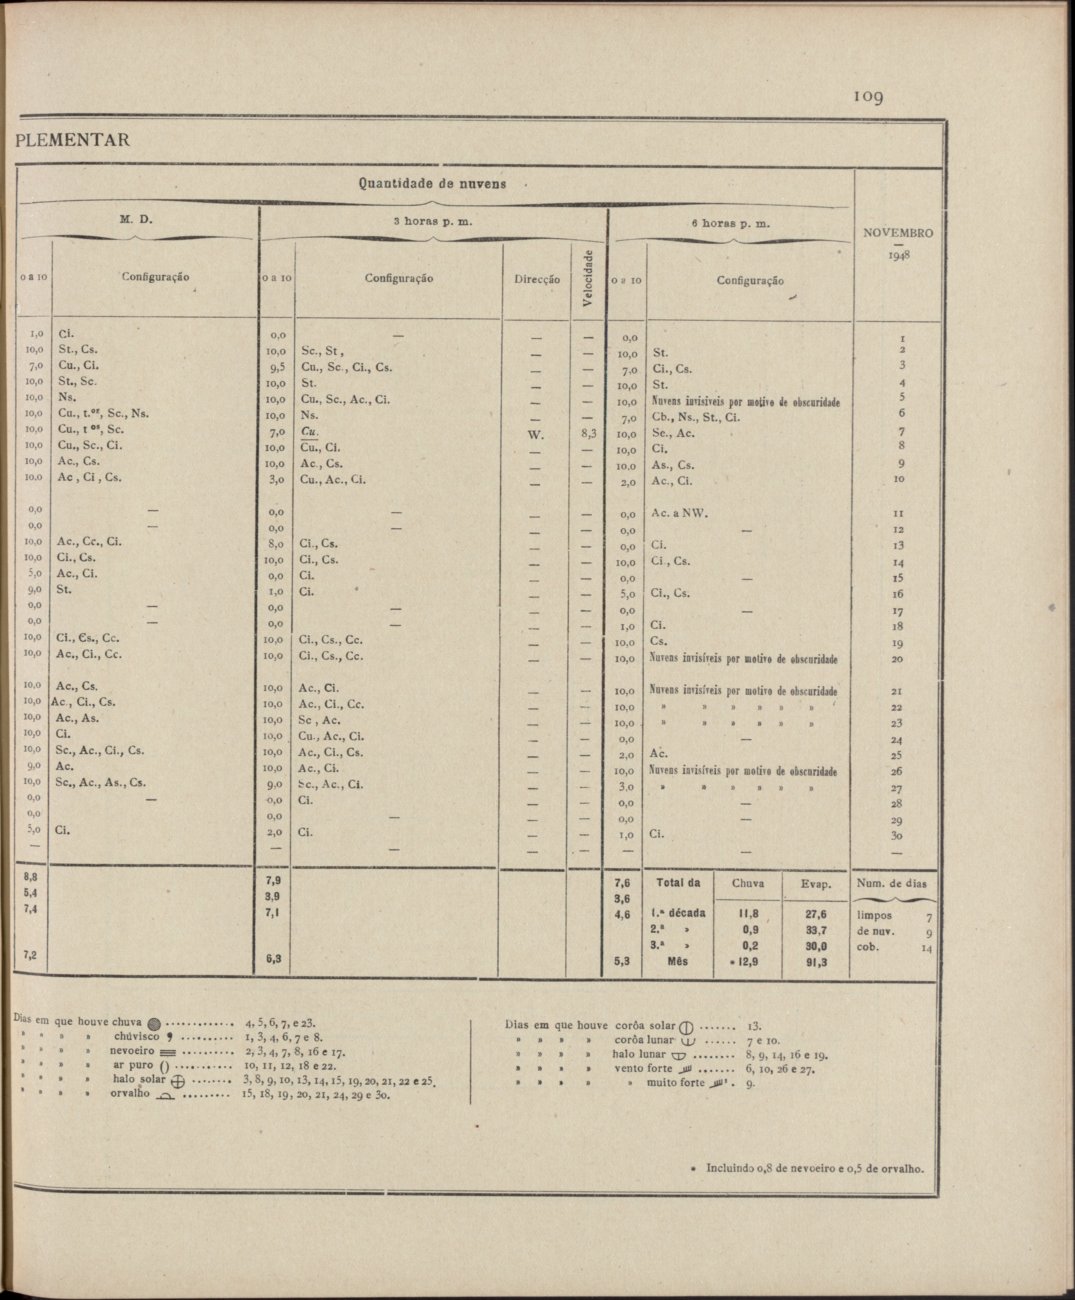 109
PLEMENTAR
Quantidade de nuvens
M. D. 3 horas p. m. 6 horas p. m. NOVEMBRO
—
1948
0 a 10 Configuração 0 a 10 Configuração Direcção Velocidade 0 a 10 Configuração
1,0 Ci. 0,0 — — — 0,0 1
10,0 St., Cs. 10,0 Sc., St , — — 10,0 St. 2
7,0 Cu., Ci. 9,5 Cu., Sc., Ci., Cs. — — 7,0 Ci., Cs. 3
10,0 St., Sc. 10,0 St. — — 10,0 St. 4
10,0 Ns. 10,0 Cu., Sc., Ac., Ci. — — 10,0 Nuvens invisíveis por motivo de obscuridade 5
10,0 Cu., t.os, Sc., Ns. 10,0 Ns. — — 7,0 Cb., Ns., St., Ci. 6
10,0 Cu., t os, Sc. 7,0 Cu. W. 8,3 10,0 Sc., Ac. 7
10,0 Cu., Sc., Ci. 10,0 Cu., Ci. — — 10,0 Ci. 8
10,0 Ac., Cs. 10,0 Ac., Cs. — — 10,0 As., Cs. 9
10,0 Ac , Ci , Cs. 3,0 Cu., Ac., Ci. — — 2,0 Ac., Ci. 10
0,0 — 0,0 — — — 0,0 Ac. a NW. 11
0,0 — 0,0 — — — 0,0 — 12
10,0 Ac., Cc., Ci. 8,0 Ci., Cs. — — 0,0 Ci. 13
10,0 Ci., Cs. 10,0 Ci., Cs. — — 10,0 Ci , Cs. 14
5,0 Ac., Ci. 0,0 Ci. — — 0,0 — 15
9,0 St. 1,0 Ci. — — 5,0 Ci., Cs. 16
0,0 — 0,0 — — — 0,0 — 17
0,0 — 0,0 — — — 1,0 Ci. 18
10,0 Ci., Cs., Cc. 10,0 Ci., Cs., Cc. — — 10,0 Cs. 19
10,0 Ac., Ci., Cc. 10,0 Ci., Cs., Cc. — — 10,0 Nuvens invisíveis por motivo de obscuridade 20
10,0 Ac., Cs. 10,0 Ac., Ci. — — 10,0 Nuvens invisíveis por motivo de obscuridade 21
10,0 Ac., Ci., Cs. 10,0 Ac., Ci., Cc. — — 10,0 » » » » » » 22
10,0 Ac., As. 10,0 Sc , Ac. — — 10,0 » » » » » » 23
10,0 Ci. 10,0 Cu., Ac., Ci. — — 0,0 — 24
10,0 Sc., Ac., Ci., Cs. 10,0 Ac., Ci., Cs. — — 2,0 Ac. 25
9,0 Ac. 10,0 Ac., Ci. — — 10,0 Nuvens invisíveis por motivo de obscuridade 26
10,0 Sc., Ac., As., Cs. 9,0 Sc., Ac., Ci. — — 3,0 » » » » » » 27
0,0 — 0,0 Ci. — — 0,0 — 28
0,0 0,0 — — — 0,0 — 29
5,0 Ci. 2,0 Ci. — — 1,0 Ci. 30
— — — — — — — —
8,8 7,9 7,6 Total da Chuva Evap. Num. de dias
5,4 3,9 3,6
7,4 7,1 4,6 1.ª década 11,8 27,6 limpos 7
2.ª » 0,9 33,7 de nuv. 9
3.ª » 0,2 30,0 cob. 14
7,2 6,3 5,3 Mês * 12,9 91,3
Dias em que houve chuva ............ 4, 5, 6, 7, e 23.
» » » » chúvisco .......... 1, 3, 4, 6, 7 e 8.
» » » » nevoeiro .......... 2, 3, 4, 7, 8, 16 e 17.
» » » » ar puro () .......... 10, 11, 12, 18 e 22.
» » » » halo solar ........ 3, 8, 9, 10, 13, 14, 15, 19, 20, 21, 22 e 25.
» » » » orvalho ......... 15, 18, 19, 20, 21, 24, 29 e 30.
Dias em que houve corôa solar ....... 13.
» » » » corôa lunar ...... 7 e 10.
» » » » halo lunar ........ 8, 9, 14, 16 e 19.
» » » » vento forte ....... 6, 10, 26 e 27.
» » » » » muito forte . 9.
* Incluindo 0,8 de nevoeiro e 0,5 de orvalho.